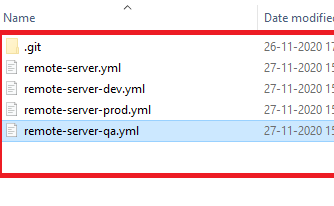 Name Date modified
.git 26-11-2020 17
remote-server.yml 27-11-2020 15
remote-server-dev.yml 27-11-2020 15
remote-server-prod.yml 27-11-2020 15
remote-server-qa.yml 27-11-2020 15